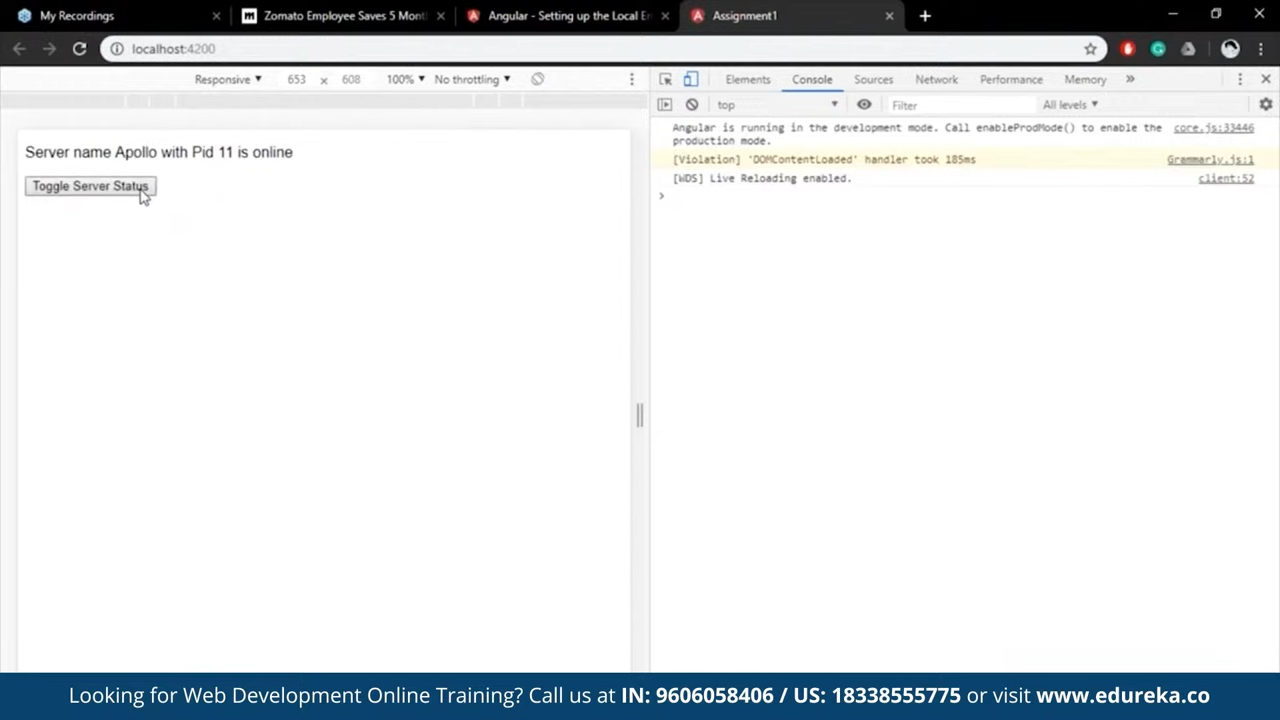 My Recordings
Zomato Employee Saves 5 Mont
Angular - Setting up the Local En
Assignment1
localhost:4200
Responsive 653 x 608 100% No throttling
Elements Console Sources Network Performance Memory
top Filter All levels
Server name Apollo with Pid 11 is online
Toggle Server Status
Angular is running in the development mode. Call enableProdMode() to enable the core.js:33446
production mode.
[Violation] 'DOMContentLoaded' handler took 185ms Grammarly.js:1
[WDS] Live Reloading enabled. client:52
Looking for Web Development Online Training? Call us at IN: 9606058406 / US: 18338555775 or visit www.edureka.co